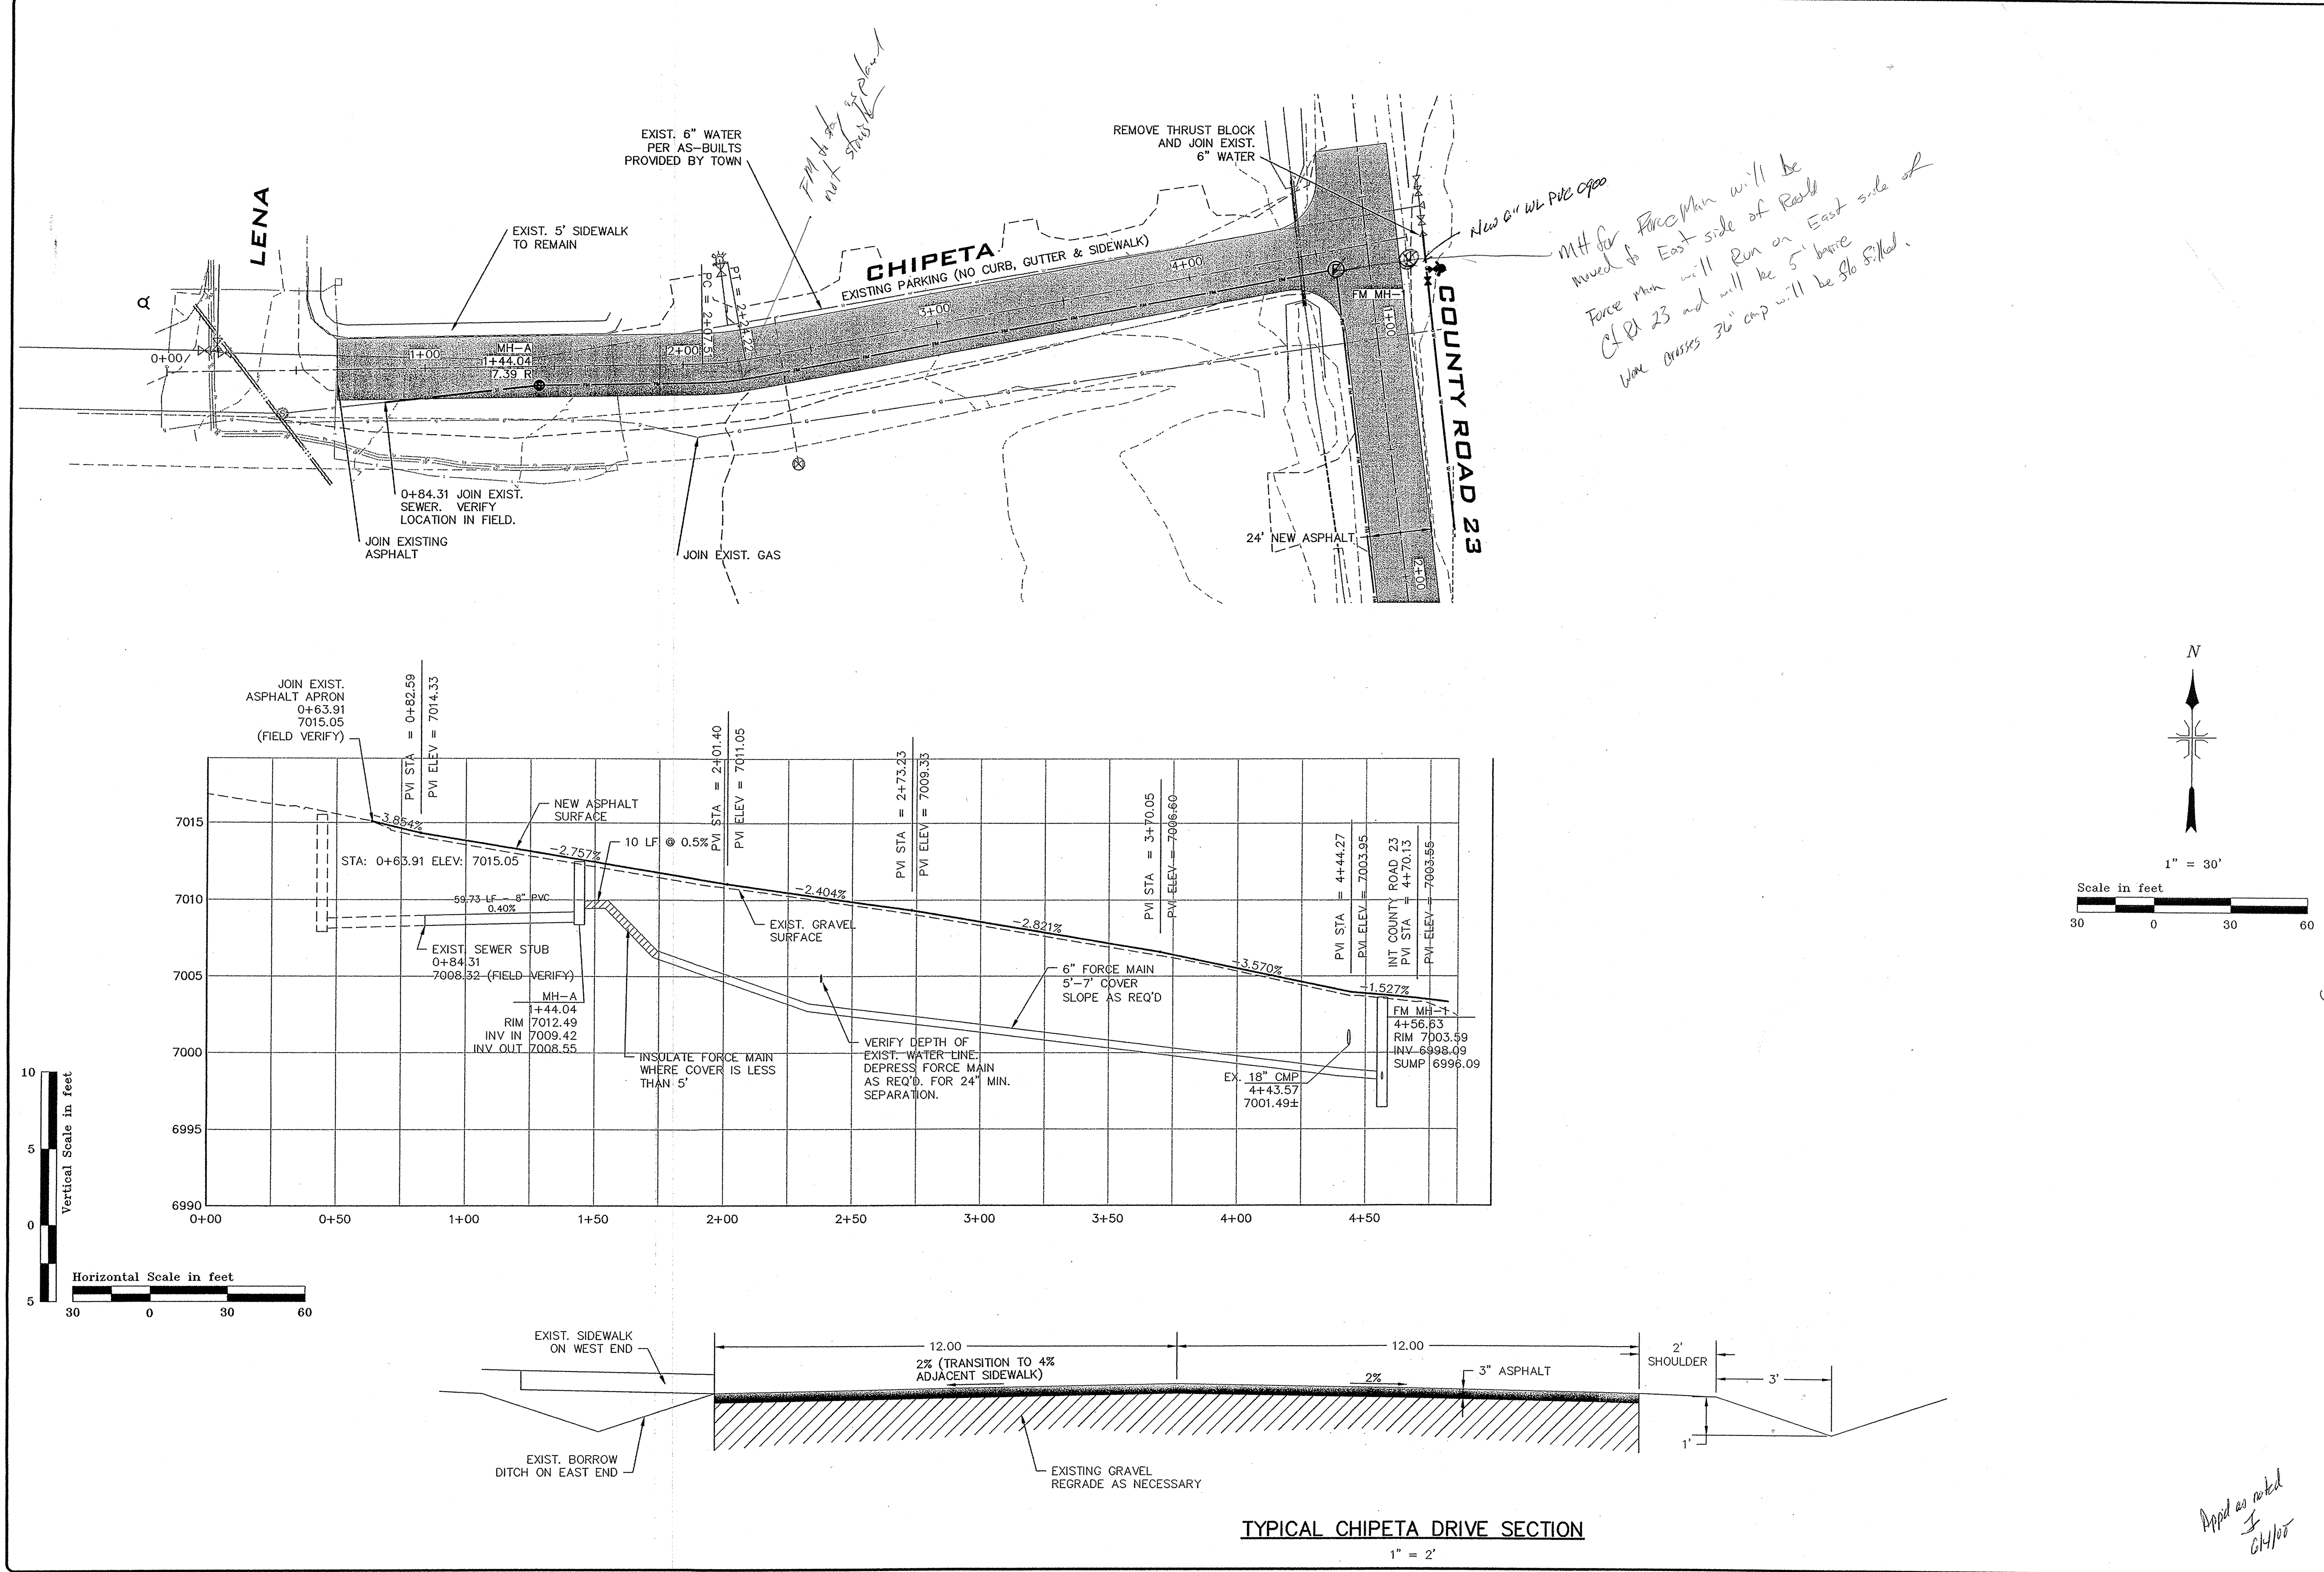 EXIST. 6" WATER
PER AS-BUILTS
PROVIDED BY TOWN
FM to stay as planed
not
REMOVE THRUST BLOCK
AND JOIN EXIST.
6" WATER
New 6" WL PVC C900
MH for Force Main will be
moved to East side of Road
Force main will Run on East side of
Ct Rd 23 and will be 5'
crosses 36" cmp will be flo filled.
LENA
EXIST. 5' SIDEWALK
TO REMAIN
CHIPETA
EXISTING PARKING (NO CURB, GUTTER & SIDEWALK)
PC = 2+07.5
PT = 2+24.22
0+00
1+00
2+00
3+00
4+00
MH-A
1+44.04
7.39 R
FM MH-1
1+00
2+00
COUNTY ROAD 23
24' NEW ASPHALT
0+84.31 JOIN EXIST.
SEWER. VERIFY
LOCATION IN FIELD.
JOIN EXISTING
ASPHALT
JOIN EXIST. GAS
N
1" = 30'
Scale in feet
30 0 30 60
JOIN EXIST.
ASPHALT APRON
0+63.91
7015.05
(FIELD VERIFY)
PVI STA = 0+82.59
PVI ELEV = 7014.33
PVI STA = 2+01.40
PVI ELEV = 7011.05
PVI STA = 2+73.23
PVI ELEV = 7009.33
PVI STA = 3+70.05
PVI ELEV = 7006.60
PVI STA = 4+44.27
PVI ELEV = 7003.95
INT COUNTY ROAD 23
PVI STA = 4+70.13
PVI ELEV = 7003.55
NEW ASPHALT
SURFACE
10 LF @ 0.5%
-3.854%
-2.757%
-2.404%
-2.821%
-3.570%
-1.527%
STA: 0+63.91 ELEV: 7015.05
59.73 LF - 8" PVC
0.40%
EXIST. GRAVEL
SURFACE
EXIST. SEWER STUB
0+84.31
7008.32 (FIELD VERIFY)
MH-A
1+44.04
RIM 7012.49
INV IN 7009.42
INV OUT 7008.55
6" FORCE MAIN
5'-7' COVER
SLOPE AS REQ'D
INSULATE FORCE MAIN
WHERE COVER IS LESS
THAN 5'
VERIFY DEPTH OF
EXIST. WATER LINE.
DEPRESS FORCE MAIN
AS REQ'D. FOR 24" MIN.
SEPARATION.
EX. 18" CMP
4+43.57
7001.49±
FM MH-1
4+56.63
RIM 7003.59
INV 6998.09
SUMP 6996.09
7015
7010
7005
7000
6995
6990
0+00 0+50 1+00 1+50 2+00 2+50 3+00 3+50 4+00 4+50
10
5
0
5
Vertical Scale in feet
Horizontal Scale in feet
30 0 30 60
EXIST. SIDEWALK
ON WEST END
12.00
12.00
2% (TRANSITION TO 4%
ADJACENT SIDEWALK)
2%
3" ASPHALT
2'
SHOULDER
3'
1'
EXIST. BORROW
DITCH ON EAST END
EXISTING GRAVEL
REGRADE AS NECESSARY
TYPICAL CHIPETA DRIVE SECTION
1" = 2'
App'd as noted